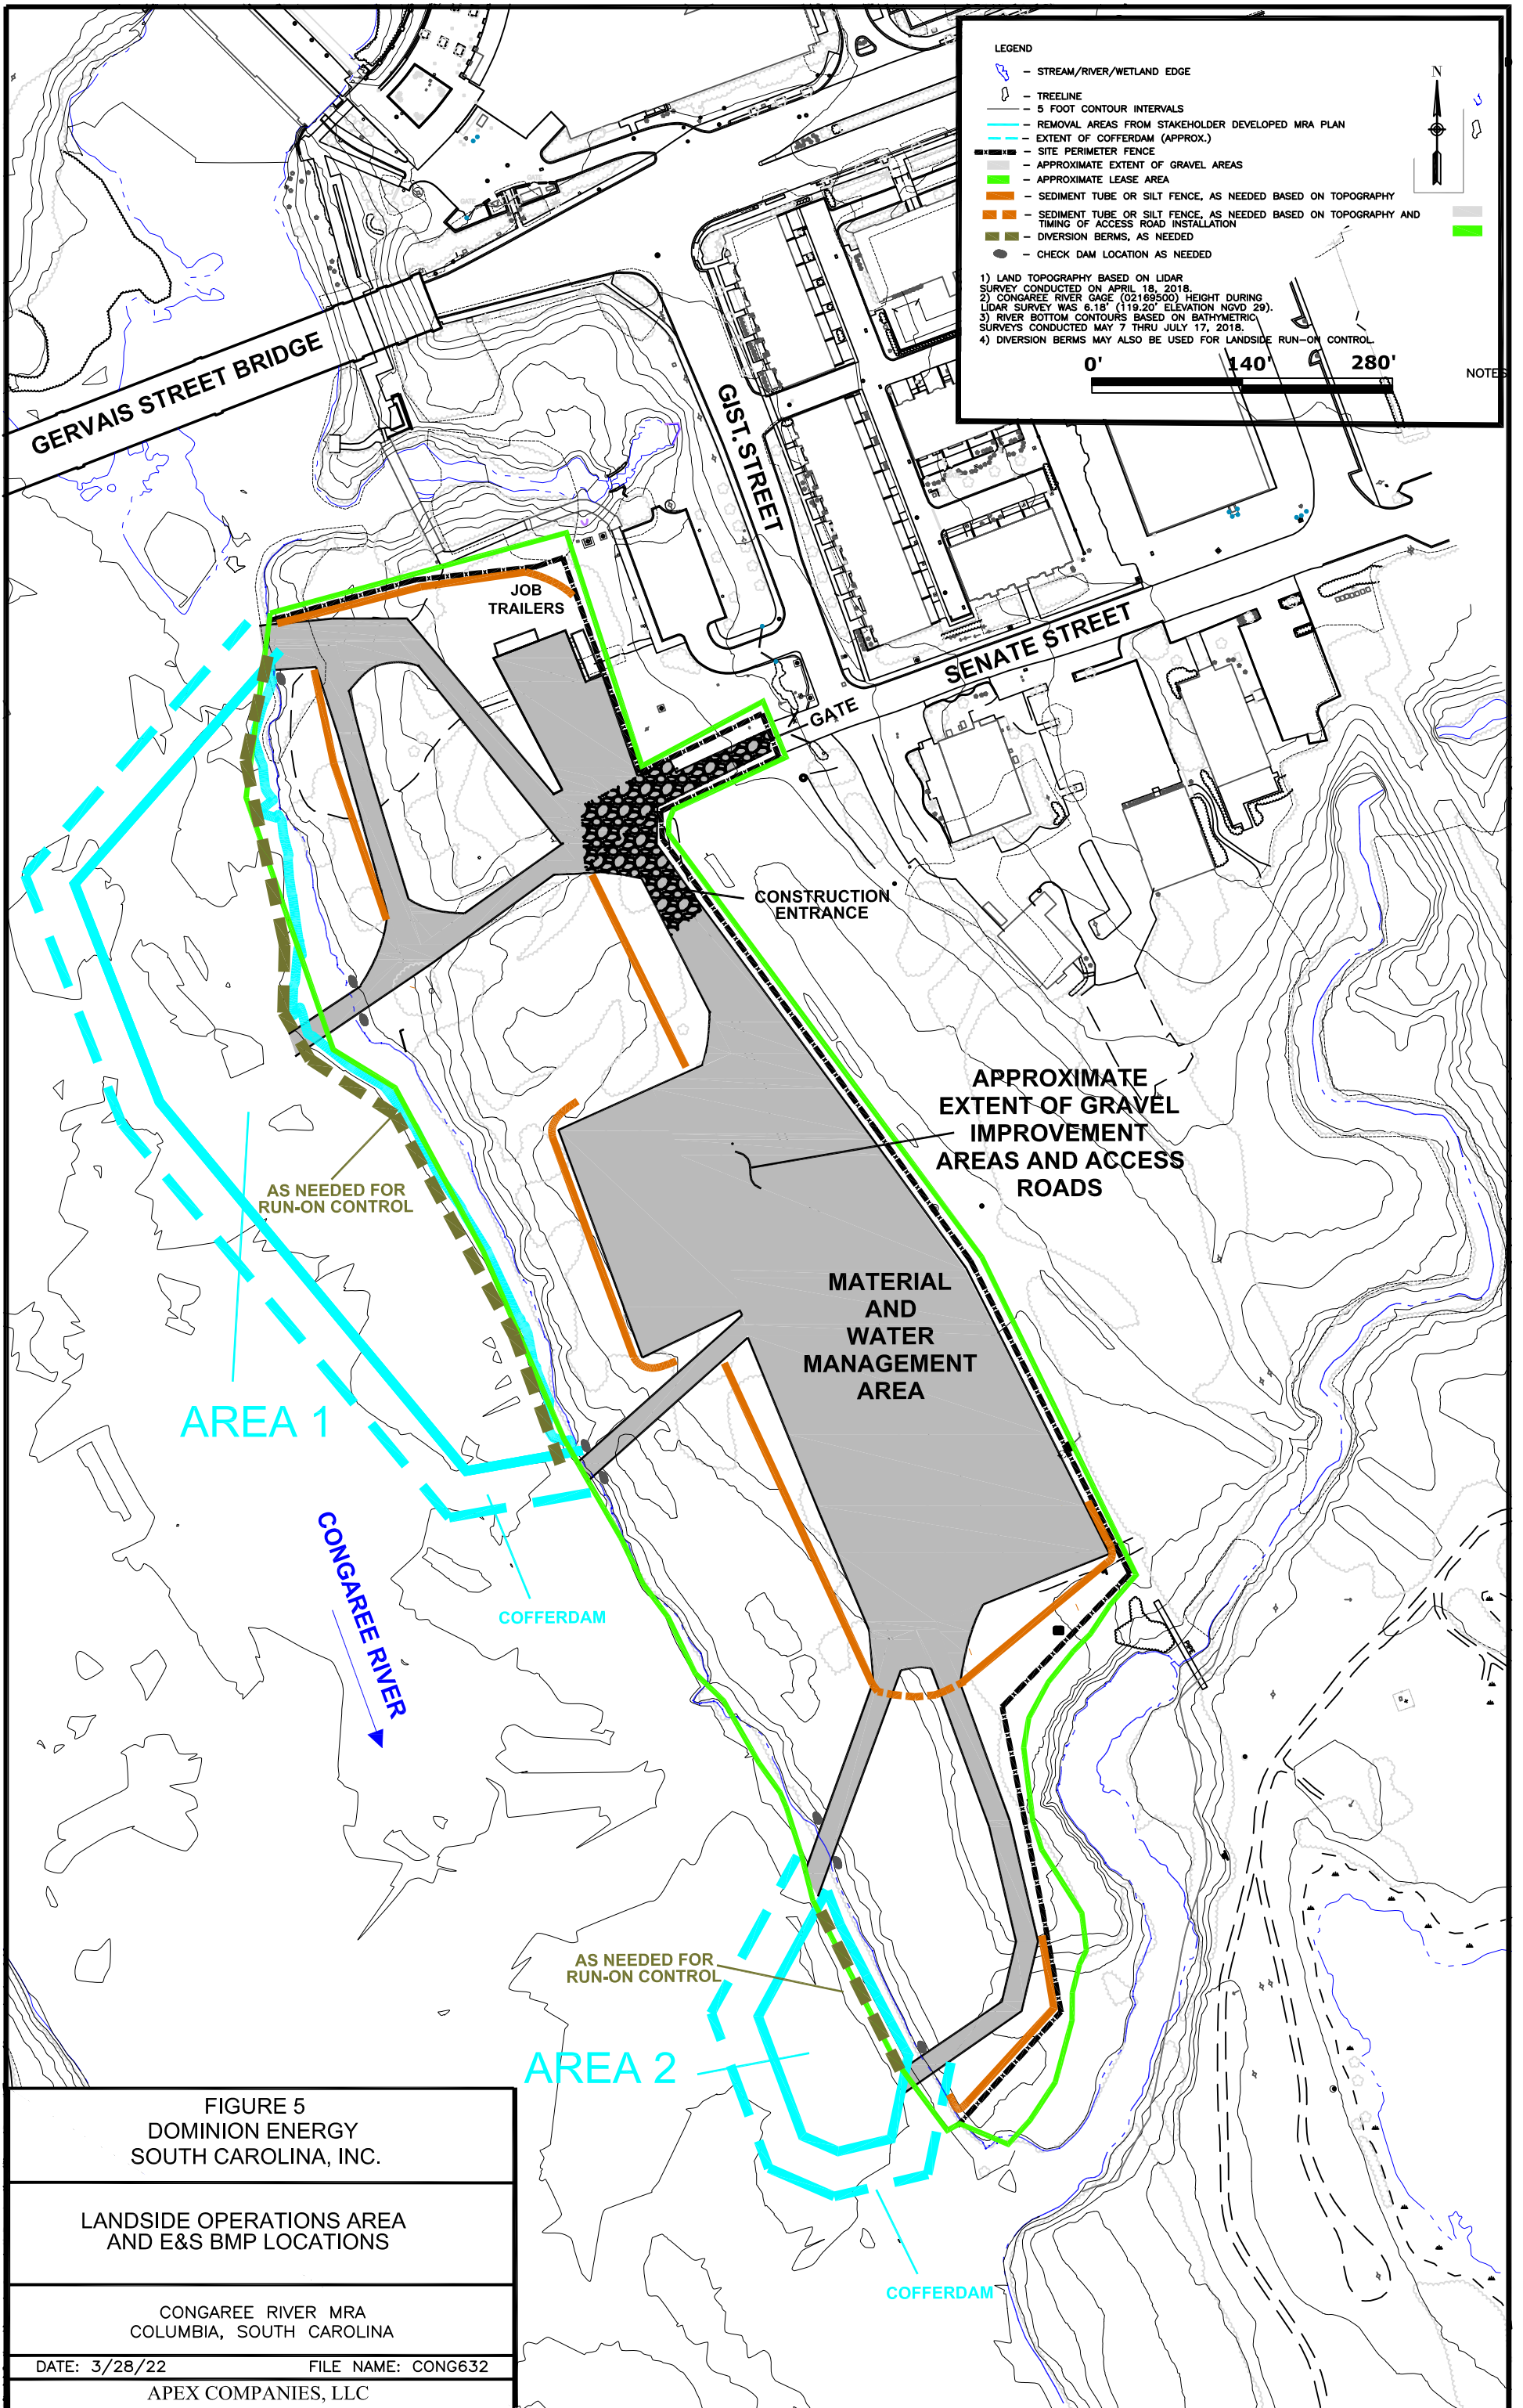 LEGEND
N
– STREAM/RIVER/WETLAND EDGE
– TREELINE
– 5 FOOT CONTOUR INTERVALS
– REMOVAL AREAS FROM STAKEHOLDER DEVELOPED MRA PLAN
– EXTENT OF COFFERDAM (APPROX.)
– SITE PERIMETER FENCE
– APPROXIMATE EXTENT OF GRAVEL AREAS
– APPROXIMATE LEASE AREA
– SEDIMENT TUBE OR SILT FENCE, AS NEEDED BASED ON TOPOGRAPHY
– SEDIMENT TUBE OR SILT FENCE, AS NEEDED BASED ON TOPOGRAPHY AND
TIMING OF ACCESS ROAD INSTALLATION
– DIVERSION BERMS, AS NEEDED
– CHECK DAM LOCATION AS NEEDED
1) LAND TOPOGRAPHY BASED ON LIDAR
SURVEY CONDUCTED ON APRIL 18, 2018.
2) CONGAREE RIVER GAGE (02169500) HEIGHT DURING
LIDAR SURVEY WAS 6.18' (119.20' ELEVATION NGVD 29).
3) RIVER BOTTOM CONTOURS BASED ON BATHYMETRIC
SURVEYS CONDUCTED MAY 7 THRU JULY 17, 2018.
4) DIVERSION BERMS MAY ALSO BE USED FOR LANDSIDE RUN-ON CONTROL.
0' 140' 280'
NOTES
GATE
GATE
GERVAIS STREET BRIDGE
GIST. STREET
SENATE STREET
JOB
TRAILERS
GATE
CONSTRUCTION
ENTRANCE
APPROXIMATE
EXTENT OF GRAVEL
IMPROVEMENT
AREAS AND ACCESS
ROADS
AS NEEDED FOR
RUN-ON CONTROL
MATERIAL
AND
WATER
MANAGEMENT
AREA
AREA 1
CONGAREE RIVER
COFFERDAM
PIPE
AS NEEDED FOR
RUN-ON CONTROL
AREA 2
COFFERDAM
FIGURE 5
DOMINION ENERGY
SOUTH CAROLINA, INC.
LANDSIDE OPERATIONS AREA
AND E&S BMP LOCATIONS
CONGAREE RIVER MRA
COLUMBIA, SOUTH CAROLINA
DATE: 3/28/22 FILE NAME: CONG632
APEX COMPANIES, LLC